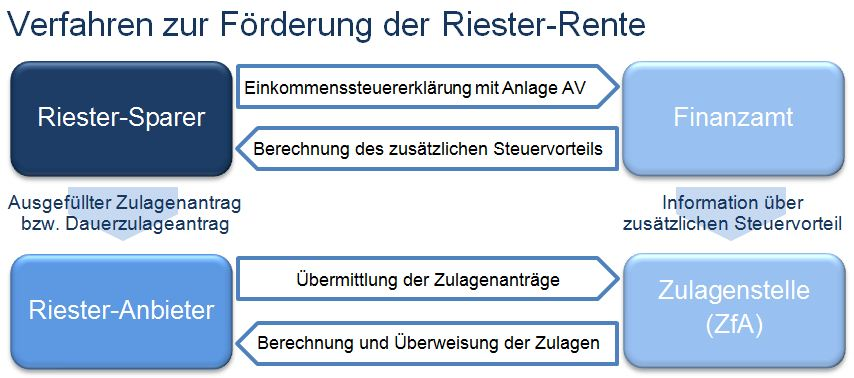 Verfahren zur Förderung der Riester-Rente
Riester-Sparer
Einkommenssteuererklärung mit Anlage AV
Berechnung des zusätzlichen Steuervorteils
Finanzamt
Ausgefüllter Zulagenantrag
bzw. Dauerzulageantrag
Information über
zusätzlichen Steuervorteil
Riester-Anbieter
Übermittlung der Zulagenanträge
Berechnung und Überweisung der Zulagen
Zulagenstelle
(ZfA)